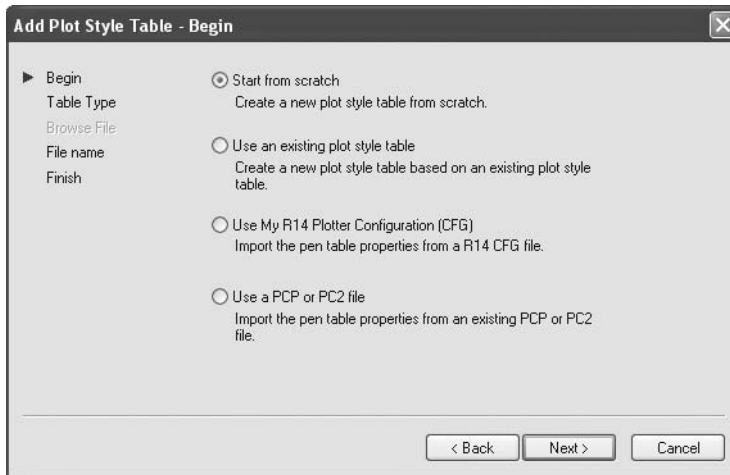 Add Plot Style Table - Begin
Begin
Table Type
Browse File
File name
Finish
Start from scratch
Create a new plot style table from scratch.
Use an existing plot style table
Create a new plot style table based on an existing plot style
table.
Use My R14 Plotter Configuration (CFG)
Import the pen table properties from a R14 CFG file.
Use a PCP or PC2 file
Import the pen table properties from an existing PCP or PC2
file.
< Back
Next >
Cancel